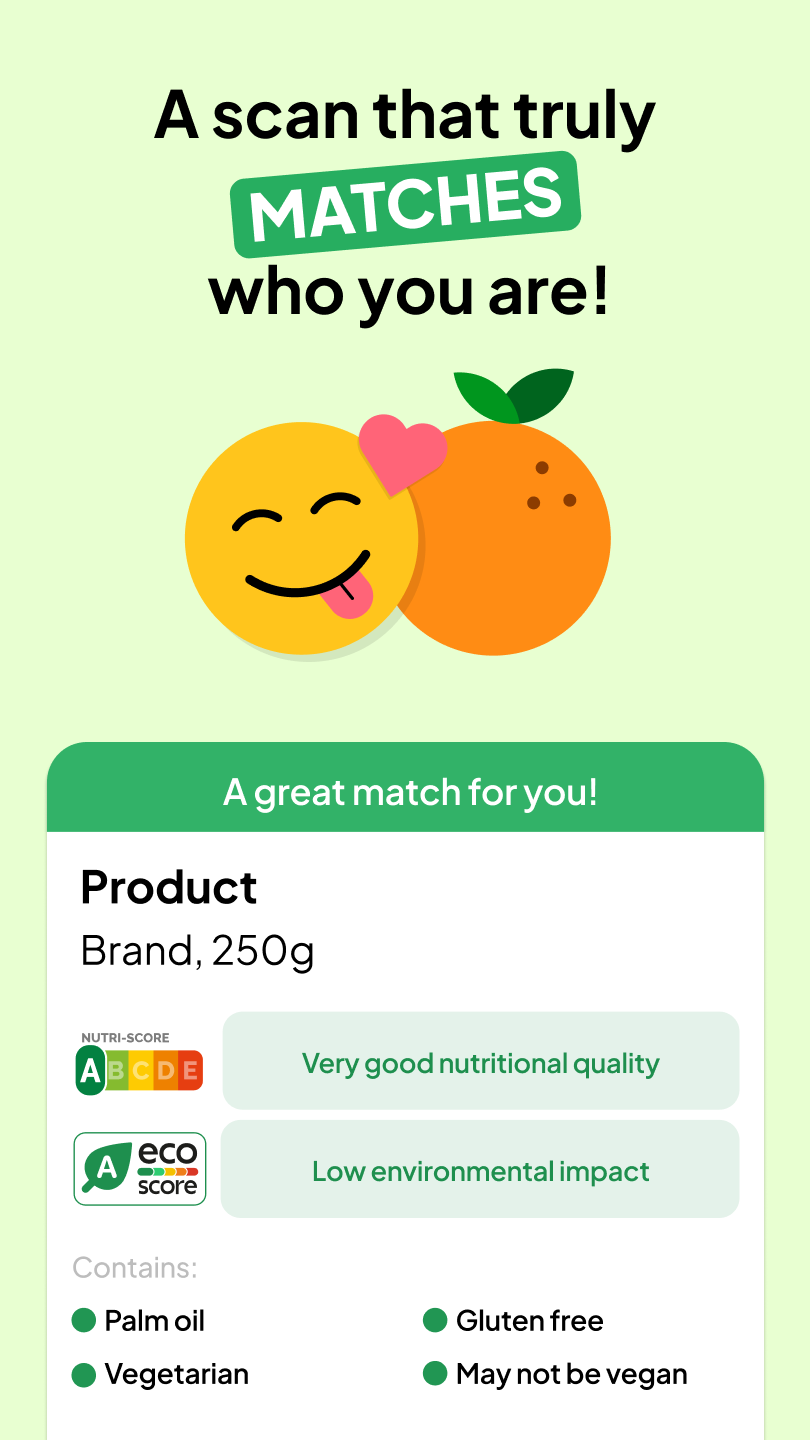 A scan that truly
MATCHES
who you are!
A great match for you!
Product
Brand, 250g
NUTRI-SCORE
A B C D E
Very good nutritional quality
A eco
score
Low environmental impact
Contains:
Palm oil
Gluten free
Vegetarian
May not be vegan